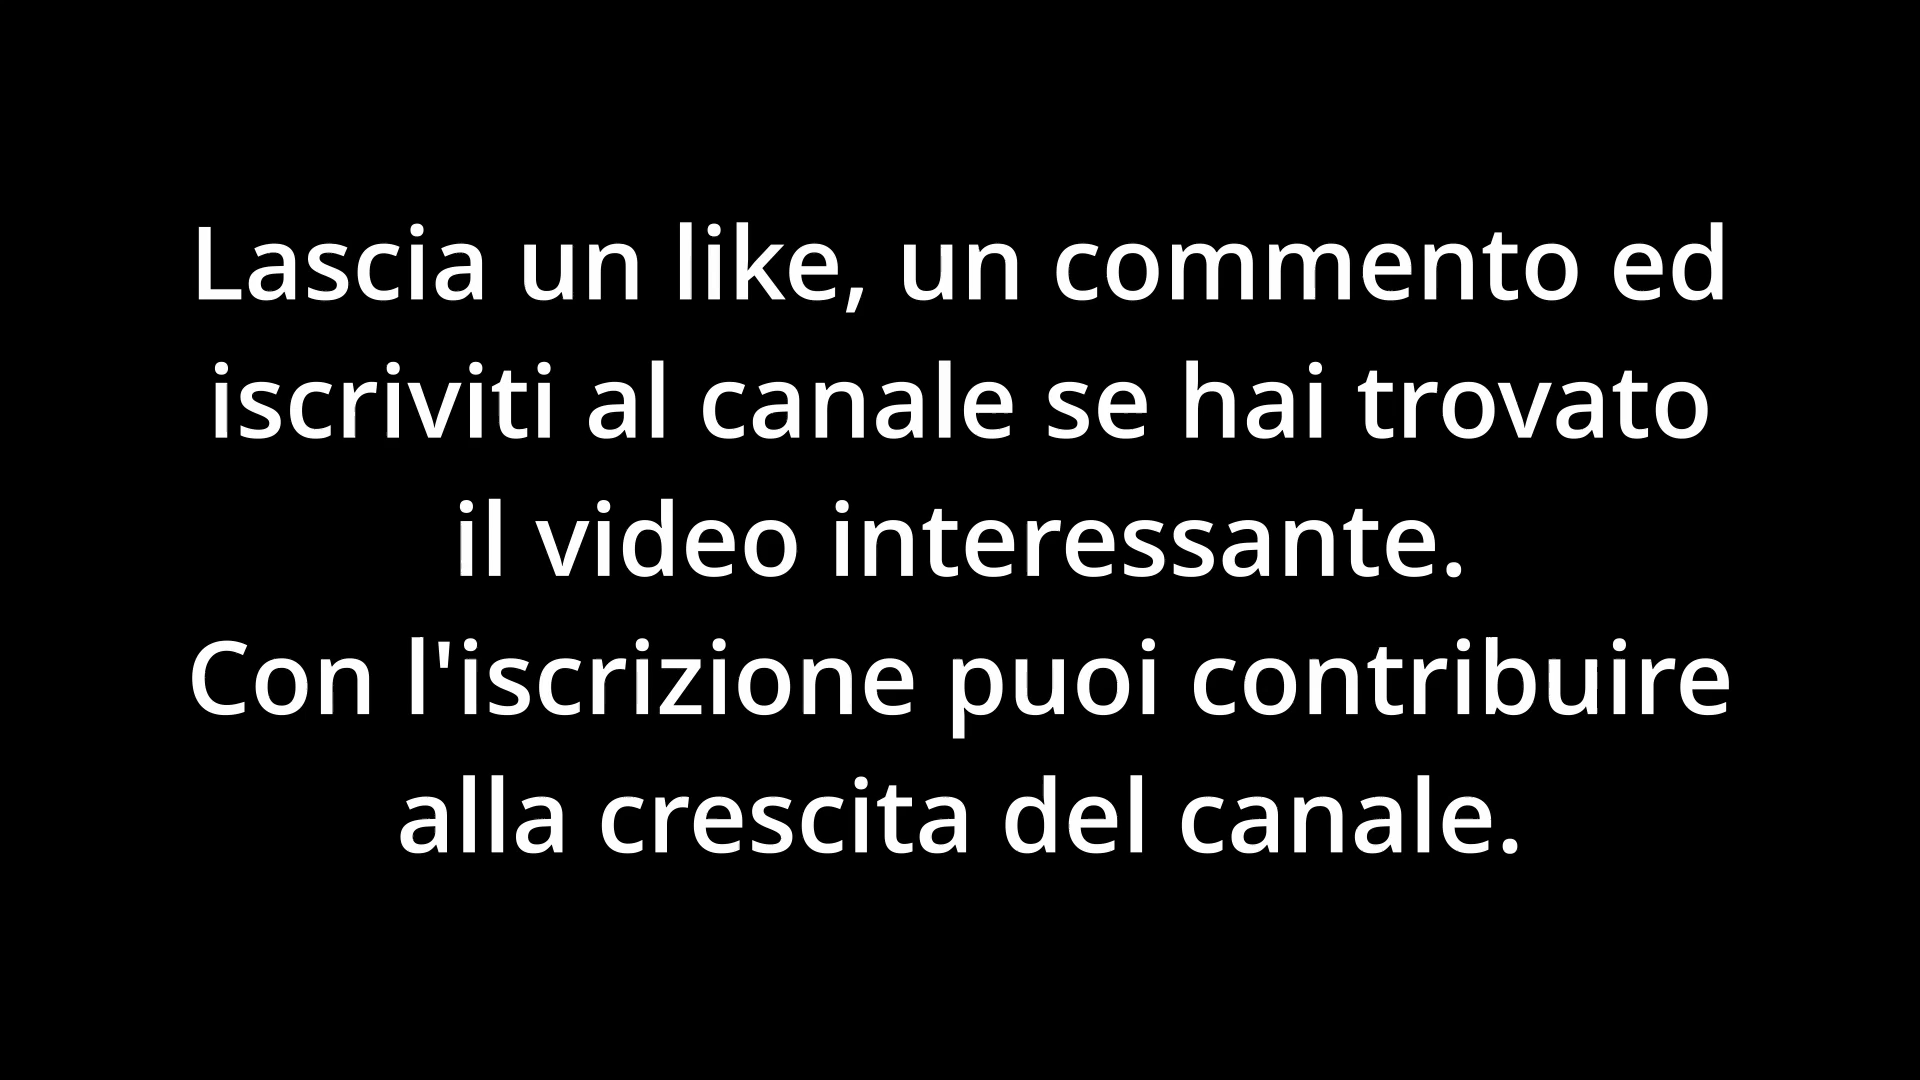 Lascia un like, un commento ed
iscriviti al canale se hai trovato
il video interessante.
Con l'iscrizione puoi contribuire
alla crescita del canale.